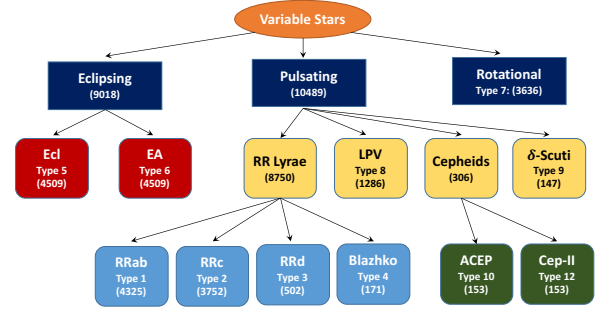 Variable Stars
Eclipsing
(9018)
Pulsating
(10489)
Rotational
Type 7: (3636)
Ecl
Type 5
(4509)
EA
Type 6
(4509)
RR Lyrae
(8750)
LPV
Type 8
(1286)
Cepheids
(306)
δ-Scuti
Type 9
(147)
RRab
Type 1
(4325)
RRc
Type 2
(3752)
RRd
Type 3
(502)
Blazhko
Type 4
(171)
ACEP
Type 10
(153)
Cep-II
Type 12
(153)